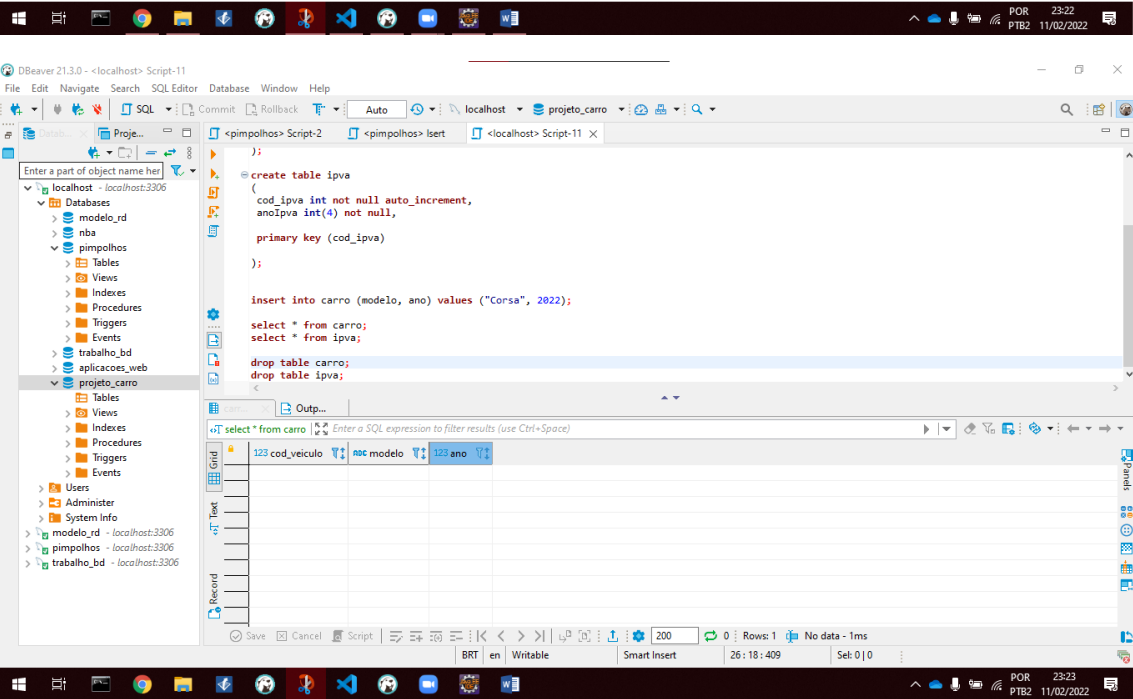 POR
23:22
PTB2
11/02/2022
DBeaver 21.3.0 - <localhost> Script-11
File Edit Navigate Search SQL Editor Database Window Help
SQL Commit Rollback Auto localhost projeto_carro
Proje... <pimpolhos> Script-2 <pimpolhos> Isert <localhost> Script-11
Enter a part of object name her
localhost - localhost:3306
Databases
modelo_rd
nba
pimpolhos
Tables
Views
Indexes
Procedures
Triggers
Events
trabalho_bd
aplicacoes_web
projeto_carro
Tables
Views
Indexes
Procedures
Triggers
Events
Users
Administer
System Info
modelo_rd - localhost:3306
pimpolhos - localhost:3306
trabalho_bd - localhost:3306
);
create table ipva
(
cod_ipva int not null auto_increment,
anoIpva int(4) not null,
primary key (cod_ipva)
);
insert into carro (modelo, ano) values ("Corsa", 2022);
select * from carro;
select * from ipva;
drop table carro;
drop table ipva;
Outp...
select * from carro Enter a SQL expression to filter results (use Ctrl+Space)
Grid
Text
Record
123 cod_veiculo ABC modelo 123 ano
Panels
Save Cancel Script 200 0 Rows: 1 No data - 1ms
BRT en Writable Smart Insert 26 : 18 : 409 Sel: 0 | 0
POR
23:23
PTB2
11/02/2022